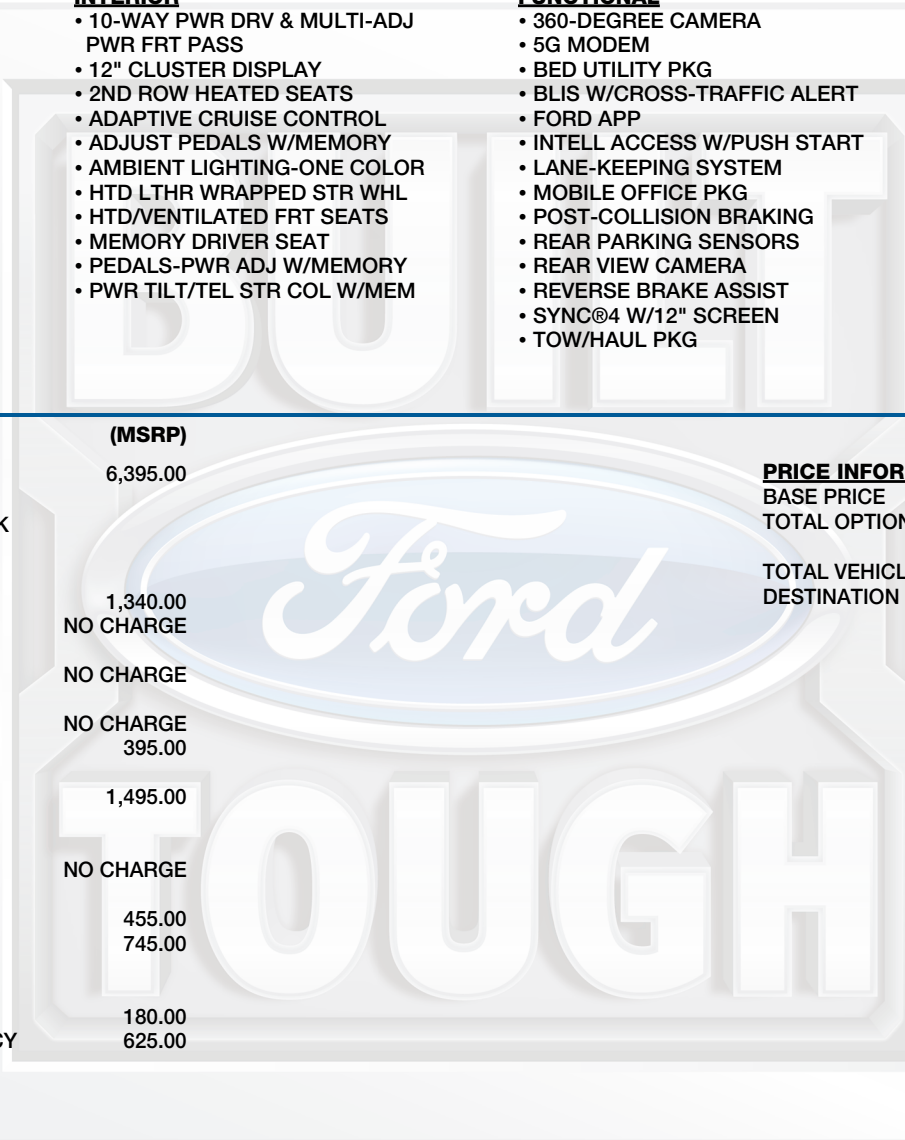 INTERIOR
• 10-WAY PWR DRV & MULTI-ADJ
PWR FRT PASS
• 12" CLUSTER DISPLAY
• 2ND ROW HEATED SEATS
• ADAPTIVE CRUISE CONTROL
• ADJUST PEDALS W/MEMORY
• AMBIENT LIGHTING-ONE COLOR
• HTD LTHR WRAPPED STR WHL
• HTD/VENTILATED FRT SEATS
• MEMORY DRIVER SEAT
• PEDALS-PWR ADJ W/MEMORY
• PWR TILT/TEL STR COL W/MEM
FUNCTIONAL
• 360-DEGREE CAMERA
• 5G MODEM
• BED UTILITY PKG
• BLIS W/CROSS-TRAFFIC ALERT
• FORD APP
• INTELL ACCESS W/PUSH START
• LANE-KEEPING SYSTEM
• MOBILE OFFICE PKG
• POST-COLLISION BRAKING
• REAR PARKING SENSORS
• REAR VIEW CAMERA
• REVERSE BRAKE ASSIST
• SYNC®4 W/12" SCREEN
• TOW/HAUL PKG
BUILT
Ford
TOUGH
(MSRP)
6,395.00
K
1,340.00
NO CHARGE
NO CHARGE
NO CHARGE
395.00
1,495.00
NO CHARGE
455.00
745.00
180.00
CY 625.00
PRICE INFOR
BASE PRICE
TOTAL OPTION
TOTAL VEHICL
DESTINATION